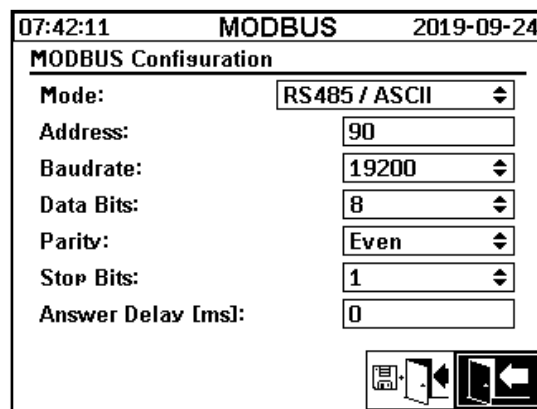 07:42:11 MODBUS 2019-09-24
MODBUS Configuration
Mode: RS485 / ASCII
Address: 90
Baudrate: 19200
Data Bits: 8
Parity: Even
Stop Bits: 1
Answer Delay [ms]: 0